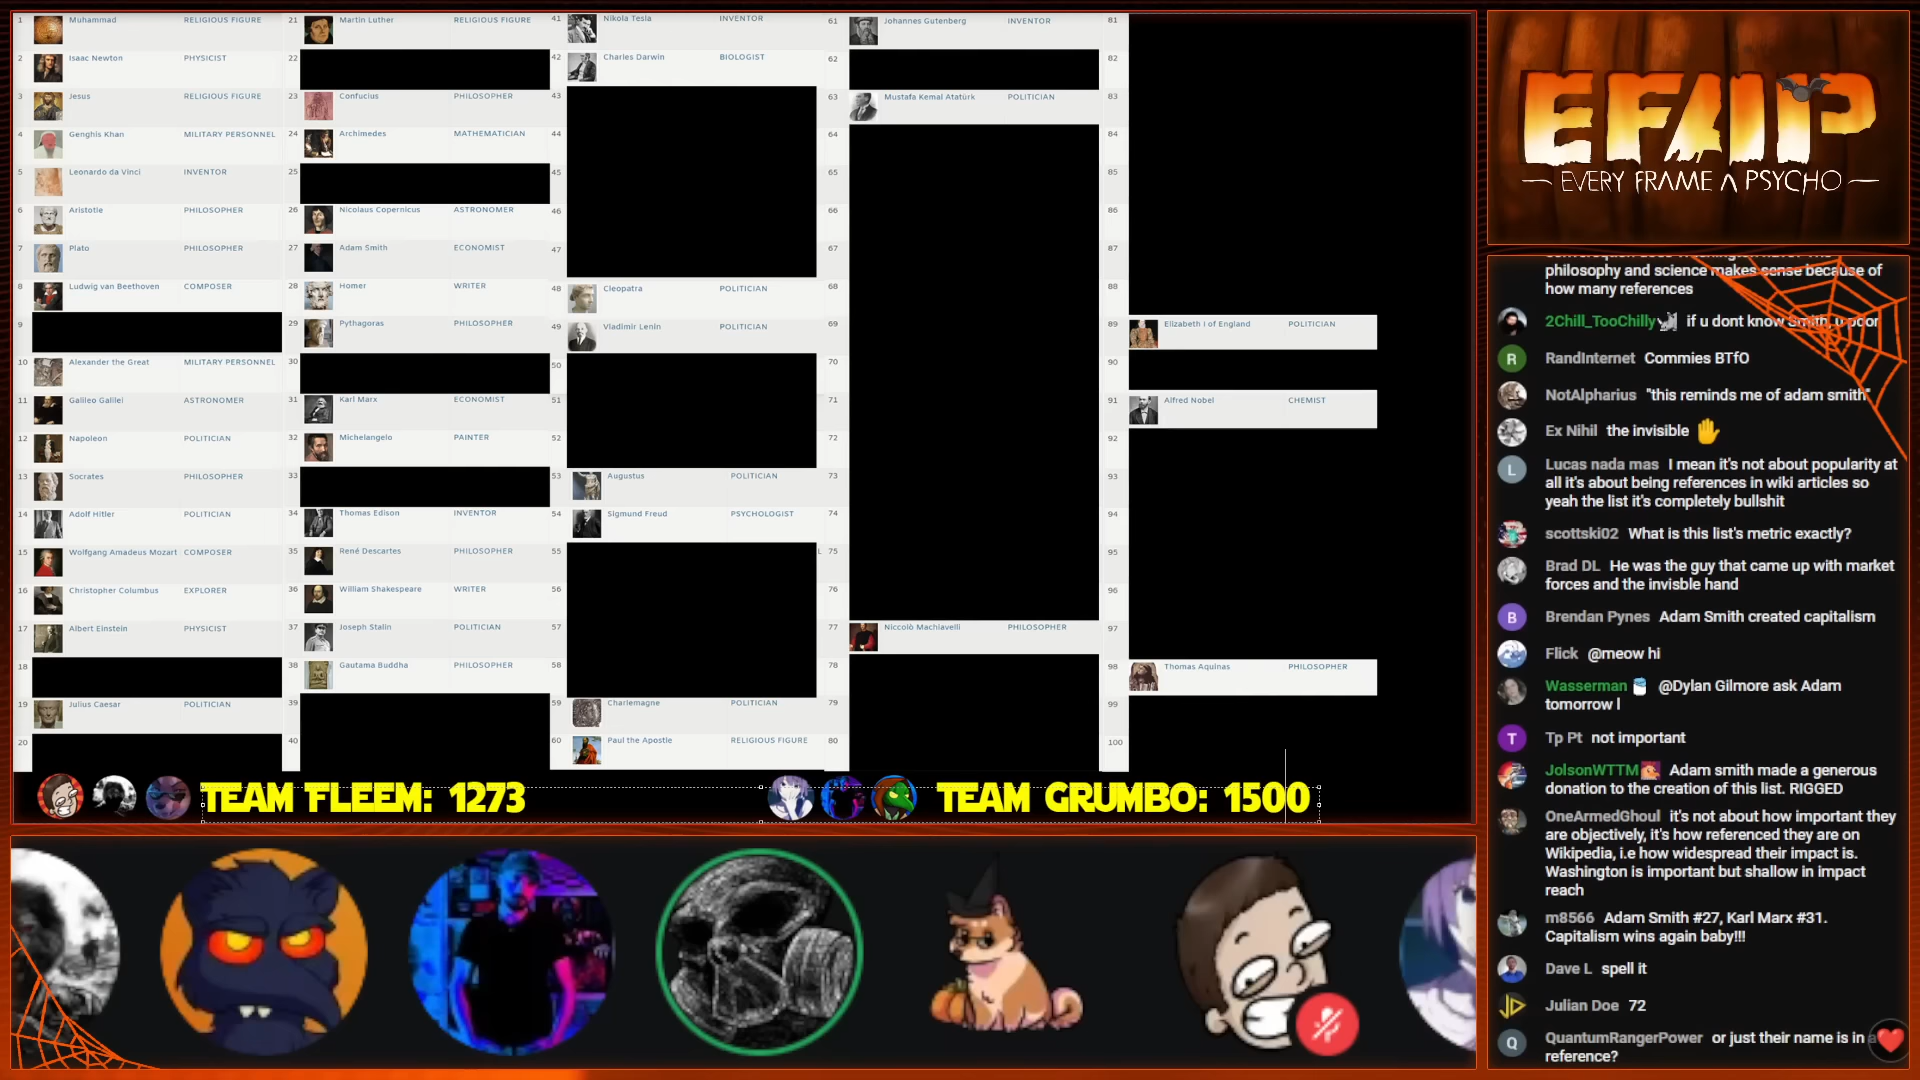 1 Muhammad RELIGIOUS FIGURE
2 Isaac Newton PHYSICIST
3 Jesus RELIGIOUS FIGURE
4 Genghis Khan MILITARY PERSONNEL
5 Leonardo da Vinci INVENTOR
6 Aristotle PHILOSOPHER
7 Plato PHILOSOPHER
8 Ludwig van Beethoven COMPOSER
9
10 Alexander the Great MILITARY PERSONNEL
11 Galileo Galilei ASTRONOMER
12 Napoleon POLITICIAN
13 Socrates PHILOSOPHER
14 Adolf Hitler POLITICIAN
15 Wolfgang Amadeus Mozart COMPOSER
16 Christopher Columbus EXPLORER
17 Albert Einstein PHYSICIST
18
19 Julius Caesar POLITICIAN
20
21 Martin Luther RELIGIOUS FIGURE
22
23 Confucius PHILOSOPHER
24 Archimedes MATHEMATICIAN
25
26 Nicolaus Copernicus ASTRONOMER
27 Adam Smith ECONOMIST
28 Homer WRITER
29 Pythagoras PHILOSOPHER
30
31 Karl Marx ECONOMIST
32 Michelangelo PAINTER
33
34 Thomas Edison INVENTOR
35 René Descartes PHILOSOPHER
36 William Shakespeare WRITER
37 Joseph Stalin POLITICIAN
38 Gautama Buddha PHILOSOPHER
39
40
41 Nikola Tesla INVENTOR
42 Charles Darwin BIOLOGIST
43
44
45
46
47
48 Cleopatra POLITICIAN
49 Vladimir Lenin POLITICIAN
50
51
52
53 Augustus POLITICIAN
54 Sigmund Freud PSYCHOLOGIST
55
56
57
58
59 Charlemagne POLITICIAN
60 Paul the Apostle RELIGIOUS FIGURE
61 Johannes Gutenberg INVENTOR
62
63 Mustafa Kemal Atatürk POLITICIAN
64
65
66
67
68
69
70
71
72
73
74
75
76
77 Niccolò Machiavelli PHILOSOPHER
78
79
80
81
82
83
84
85
86
87
88
89 Elizabeth I of England POLITICIAN
90
91 Alfred Nobel CHEMIST
92
93
94
95
96
97
98 Thomas Aquinas PHILOSOPHER
99
100
TEAM FLEEM: 1273
TEAM GRUMBO: 1500
EFAP
EVERY FRAME A PSYCHO
philosophy and science makes sense because of
how many references
2Chill_TooChilly if u dont know Smith, u poor
RandInternet Commies BTfO
NotAlpharius "this reminds me of adam smith"
Ex Nihil the invisible ✋
Lucas nada mas I mean it's not about popularity at
all it's about being references in wiki articles so
yeah the list it's completely bullshit
scottski02 What is this list's metric exactly?
Brad DL He was the guy that came up with market
forces and the invisble hand
B Brendan Pynes Adam Smith created capitalism
Flick @meow hi
Wasserman @Dylan Gilmore ask Adam
tomorrow l
T Tp Pt not important
JolsonWTTM Adam smith made a generous
donation to the creation of this list. RIGGED
OneArmedGhoul it's not about how important they
are objectively, it's how referenced they are on
Wikipedia, i.e how widespread their impact is.
Washington is important but shallow in impact
reach
m8566 Adam Smith #27, Karl Marx #31.
Capitalism wins again baby!!!
Dave L spell it
Julian Doe 72
Q QuantumRangerPower or just their name is in a
reference?